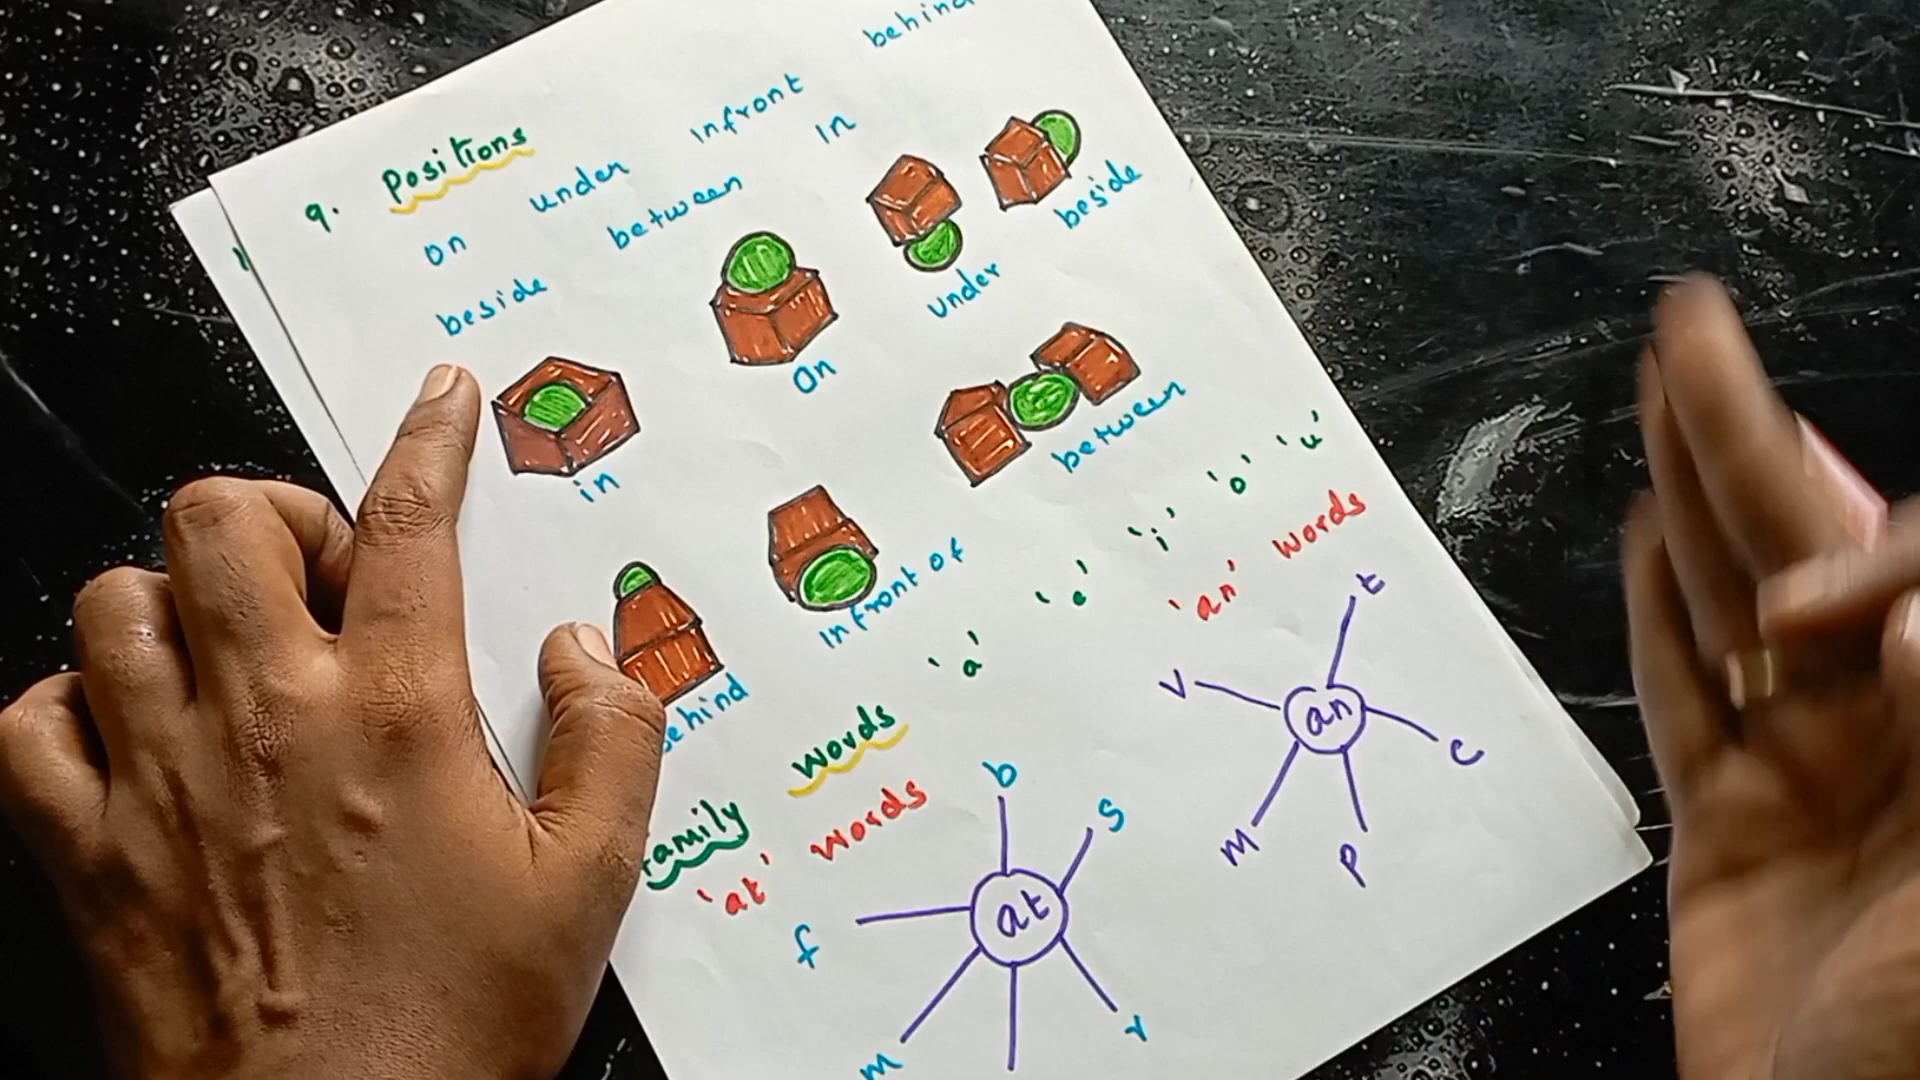 9. Positions
on under infront behind
beside between in
in on under beside
behind infront of between
family words 'a' 'e' 'i' 'o' 'u'
'at' words 'an' words
at b s r m f
an t c p m v